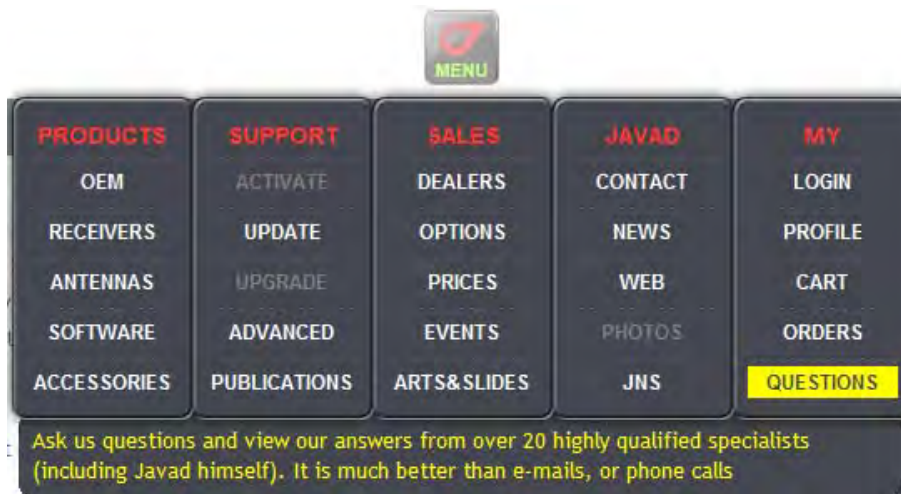 MENU
PRODUCTS SUPPORT SALES JAVAD MY
OEM ACTIVATE DEALERS CONTACT LOGIN
RECEIVERS UPDATE OPTIONS NEWS PROFILE
ANTENNAS UPGRADE PRICES WEB CART
SOFTWARE ADVANCED EVENTS PHOTOS ORDERS
ACCESSORIES PUBLICATIONS ARTS&SLIDES JNS QUESTIONS
Ask us questions and view our answers from over 20 highly qualified specialists
(including Javad himself). It is much better than e-mails, or phone calls